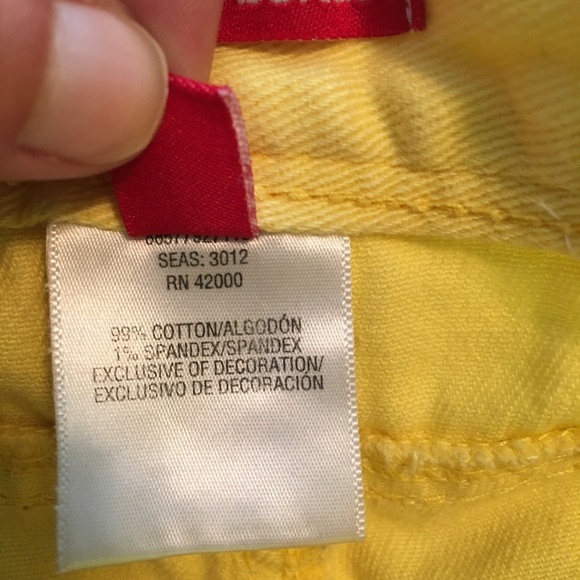 SEAS: 3012
RN 42000
99% COTTON/ALGODÓN
1% SPANDEX/SPANDEX
EXCLUSIVE OF DECORATION/
EXCLUSIVO DE DECORACIÓN